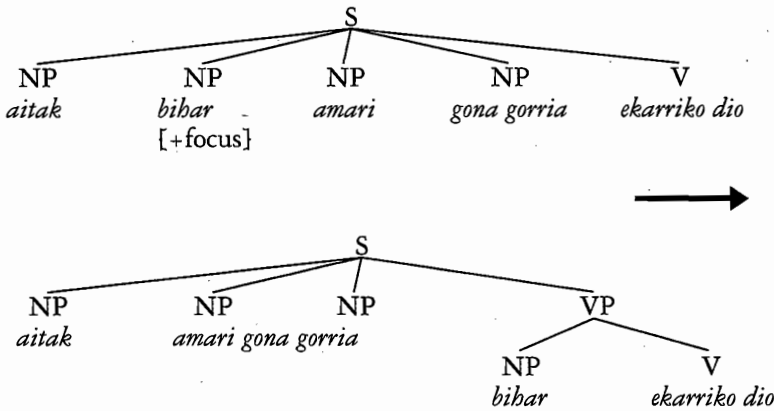 S
NP NP NP NP V
aitak bihar amari gona gorria ekarriko dio
[+focus]
S
NP NP NP VP
aitak amari gona gorria
NP V
bihar ekarriko dio